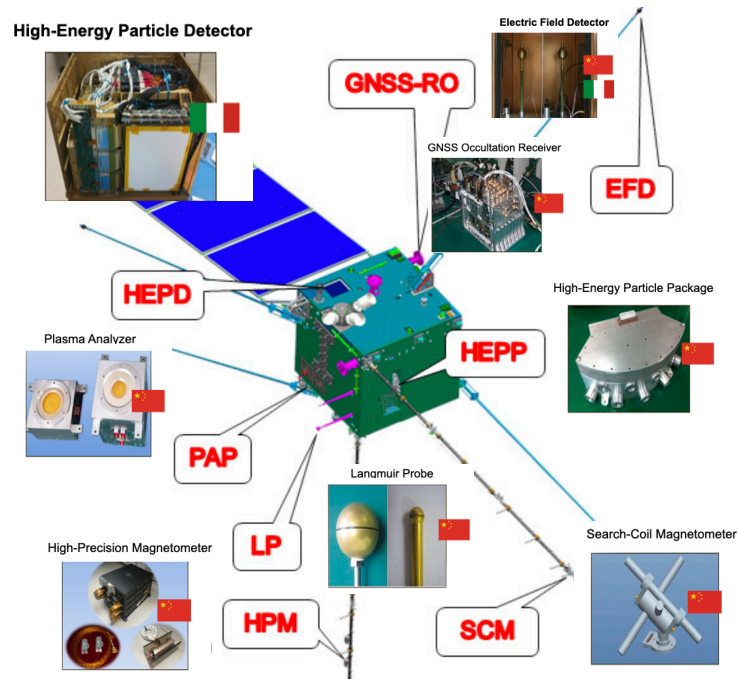 High-Energy Particle Detector
Electric Field Detector
GNSS-RO
GNSS Occultation Receiver
EFD
HEPD
High-Energy Particle Package
Plasma Analyzer
HEPP
PAP
Langmuir Probe
LP
High-Precision Magnetometer
Search-Coil Magnetometer
HPM
SCM